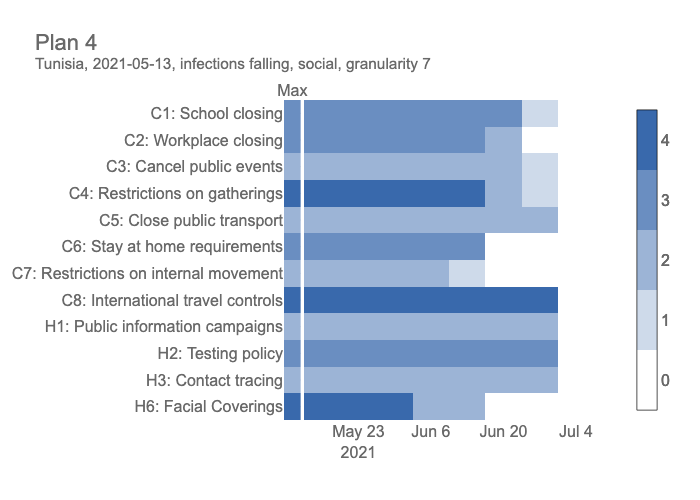 Plan 4
Tunisia, 2021-05-13, infections falling, social, granularity 7
Max
C1: School closing
C2: Workplace closing
C3: Cancel public events
C4: Restrictions on gatherings
C5: Close public transport
C6: Stay at home requirements
C7: Restrictions on internal movement
C8: International travel controls
H1: Public information campaigns
H2: Testing policy
H3: Contact tracing
H6: Facial Coverings
May 23 Jun 6 Jun 20 Jul 4
2021
4
3
2
1
0